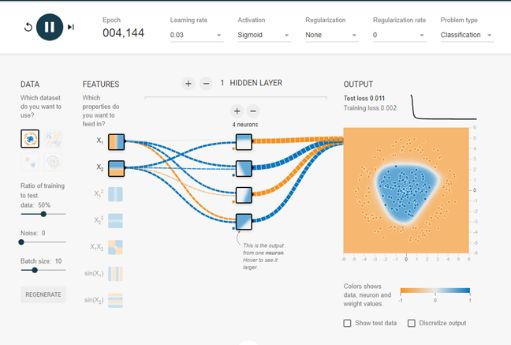 Epoch
004,144
Learning rate
0.03
Activation
Sigmoid
Regularization
None
Regularization rate
0
Problem type
Classification
DATA
Which dataset
do you want to
use?
Ratio of training
to test
data: 50%
Noise: 0
Batch size: 10
REGENERATE
FEATURES
Which
properties do
you want to
feed in?
X₁
X₂
X₁²
X₂²
X₁X₂
sin(X₁)
sin(X₂)
+ − 1 HIDDEN LAYER
+ −
4 neurons
This is the output
from one neuron.
Hover to see it
larger.
OUTPUT
Test loss 0.011
Training loss 0.002
6
5
4
3
2
1
0
-1
-2
-3
-4
-5
-6
-6 -5 -4 -3 -2 -1 0 1 2 3 4 5 6
Colors shows
data, neuron and
weight values
-1 0 1
Show test data
Discretize output